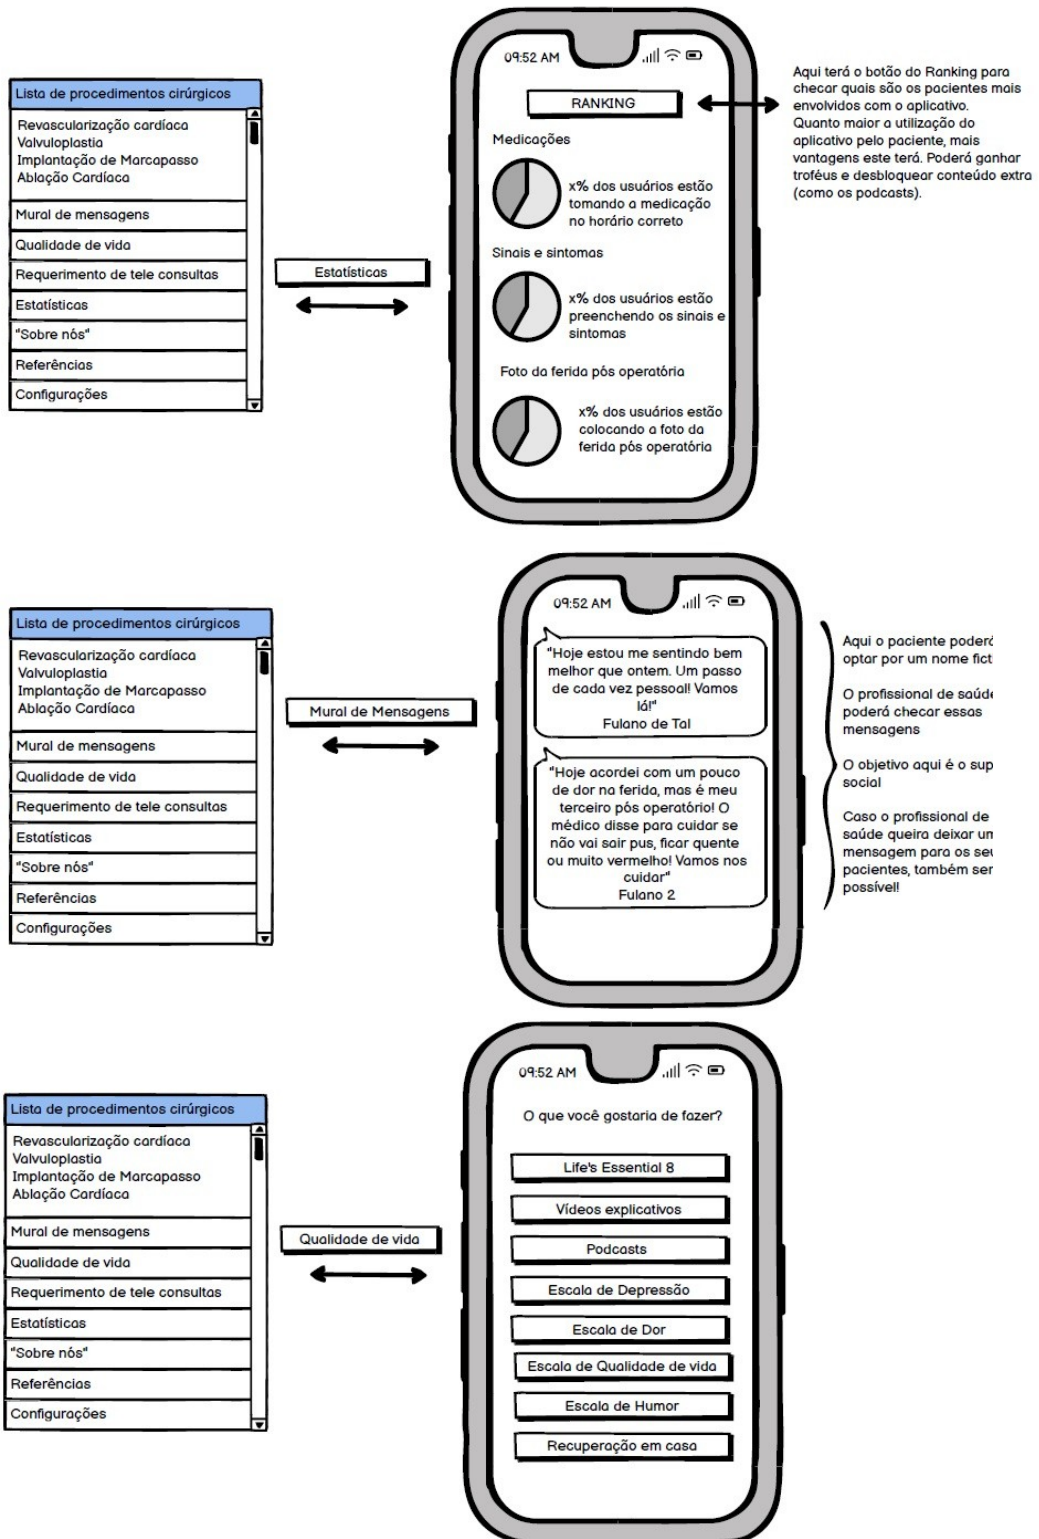 Lista de procedimentos cirúrgicos
Revascularização cardíaca
Valvuloplastia
Implantação de Marcapasso
Ablação Cardíaca
Mural de mensagens
Qualidade de vida
Requerimento de tele consultas
Estatísticas
"Sobre nós"
Referências
Configurações
Estatísticas
09:52 AM
RANKING
Medicações
x% dos usuários estão
tomando a medicação
no horário correto
Sinais e sintomas
x% dos usuários estão
preenchendo os sinais e
sintomas
Foto da ferida pós operatória
x% dos usuários estão
colocando a foto da
ferida pós operatória
Aqui terá o botão do Ranking para
checar quais são os pacientes mais
envolvidos com o aplicativo.
Quanto maior a utilização do
aplicativo pelo paciente, mais
vantagens este terá. Poderá ganhar
troféus e desbloquear conteúdo extra
(como os podcasts).
Lista de procedimentos cirúrgicos
Revascularização cardíaca
Valvuloplastia
Implantação de Marcapasso
Ablação Cardíaca
Mural de mensagens
Qualidade de vida
Requerimento de tele consultas
Estatísticas
"Sobre nós"
Referências
Configurações
Mural de Mensagens
09:52 AM
"Hoje estou me sentindo bem
melhor que ontem. Um passo
de cada vez pessoal! Vamos
lá!"
Fulano de Tal
"Hoje acordei com um pouco
de dor na ferida, mas é meu
terceiro pós operatório! O
médico disse para cuidar se
não vai sair pus, ficar quente
ou muito vermelho! Vamos nos
cuidar"
Fulano 2
Aqui o paciente poderá
optar por um nome
O profissional de saúde
poderá checar essas
mensagens
O objetivo aqui é o
social
Caso o profissional de
saúde queira deixar
mensagem para os
pacientes, também
possível!
Lista de procedimentos cirúrgicos
Revascularização cardíaca
Valvuloplastia
Implantação de Marcapasso
Ablação Cardíaca
Mural de mensagens
Qualidade de vida
Requerimento de tele consultas
Estatísticas
"Sobre nós"
Referências
Configurações
Qualidade de vida
09:52 AM
O que você gostaria de fazer?
Life's Essential 8
Vídeos explicativos
Podcasts
Escala de Depressão
Escala de Dor
Escala de Qualidade de vida
Escala de Humor
Recuperação em casa